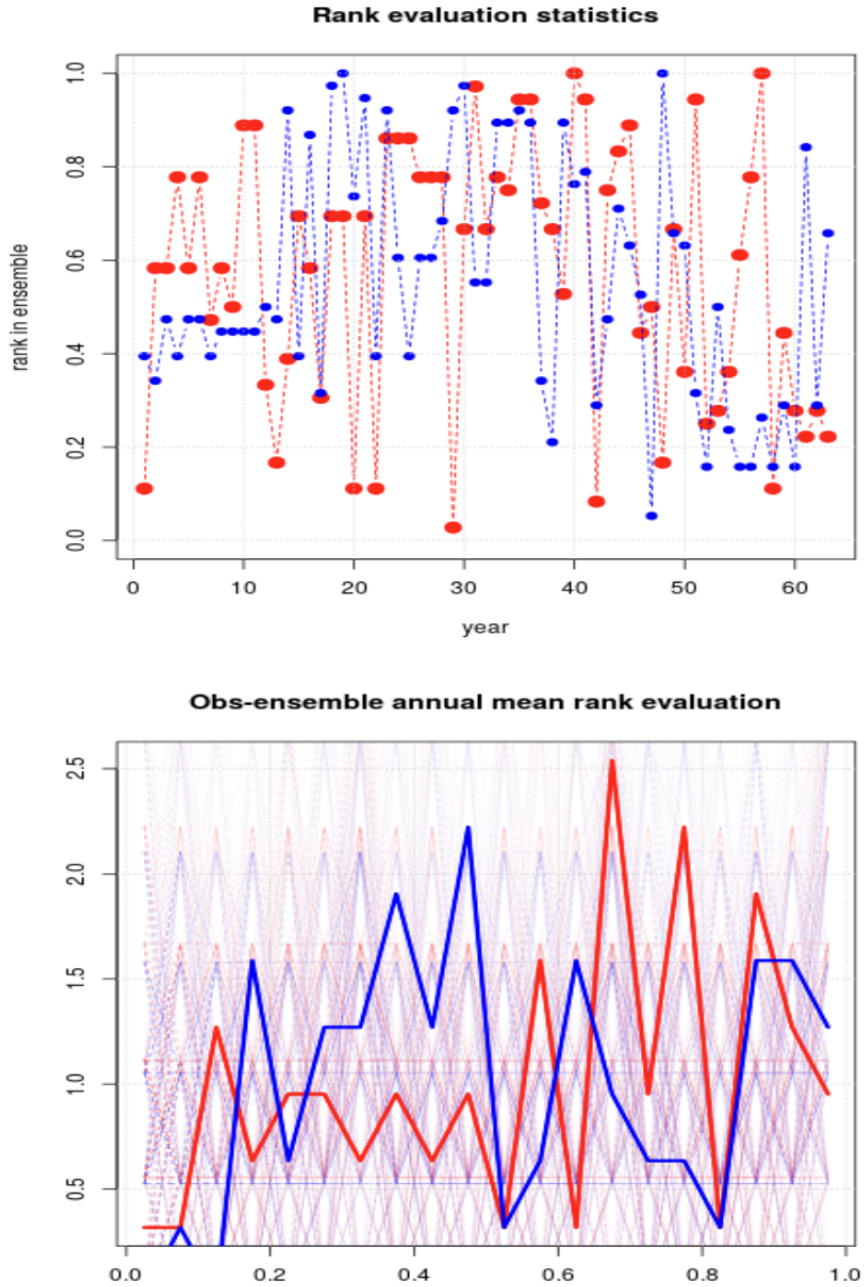 Rank evaluation statistics
rank in ensemble
1.0
0.8
0.6
0.4
0.2
0.0
0 10 20 30 40 50 60
year
Obs-ensemble annual mean rank evaluation
2.5
2.0
1.5
1.0
0.5
0.0 0.2 0.4 0.6 0.8 1.0